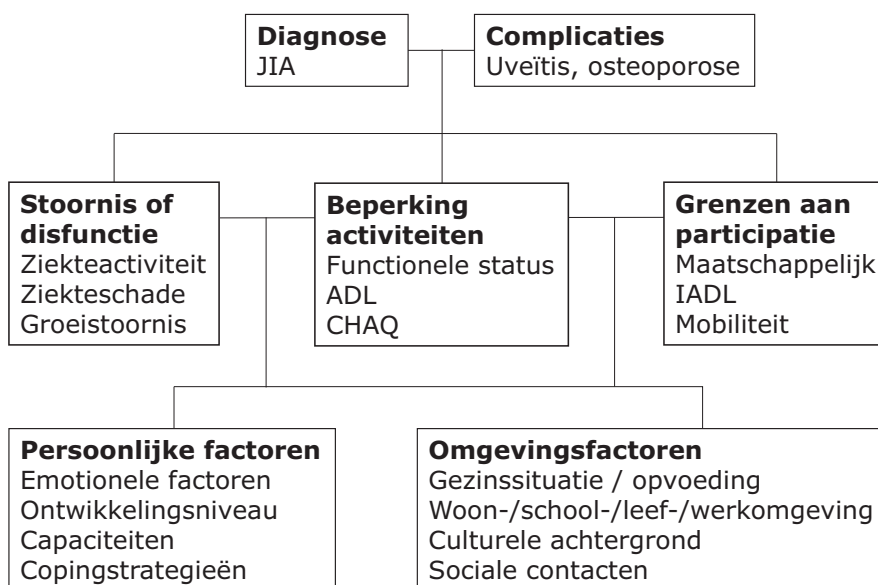 Diagnose
JIA
Complicaties
Uveïtis, osteoporose
Stoornis of
disfunctie
Ziekteactiviteit
Ziekteschade
Groeistoornis
Beperking
activiteiten
Functionele status
ADL
CHAQ
Grenzen aan
participatie
Maatschappelijk
IADL
Mobiliteit
Persoonlijke factoren
Emotionele factoren
Ontwikkelingsniveau
Capaciteiten
Copingstrategieën
Omgevingsfactoren
Gezinssituatie / opvoeding
Woon-/school-/leef-/werkomgeving
Culturele achtergrond
Sociale contacten